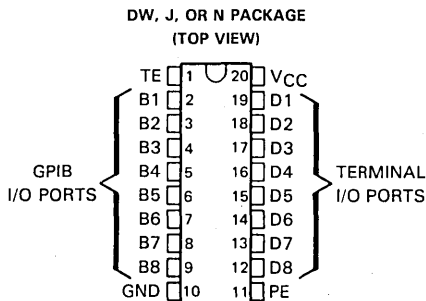 DW, J, OR N PACKAGE
(TOP VIEW)
TE 1 20 VCC
B1 2 19 D1
B2 3 18 D2
B3 4 17 D3
B4 5 16 D4
B5 6 15 D5
B6 7 14 D6
B7 8 13 D7
B8 9 12 D8
GND 10 11 PE
GPIB
I/O PORTS
TERMINAL
I/O PORTS